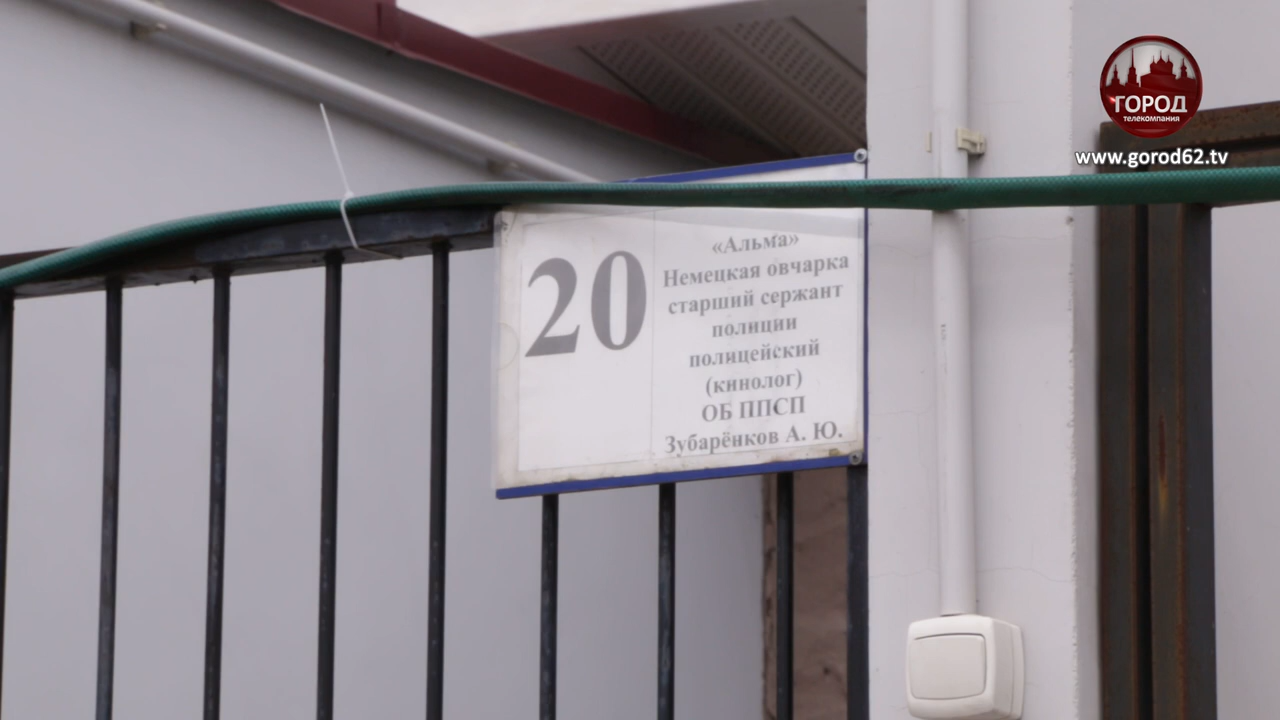 ГОРОД
телекомпания
www.gorod62.tv
20
«Альма»
Немецкая овчарка
старший сержант
полиции
полицейский
(кинолог)
ОБ ППСП
Зубарёнков А. Ю.